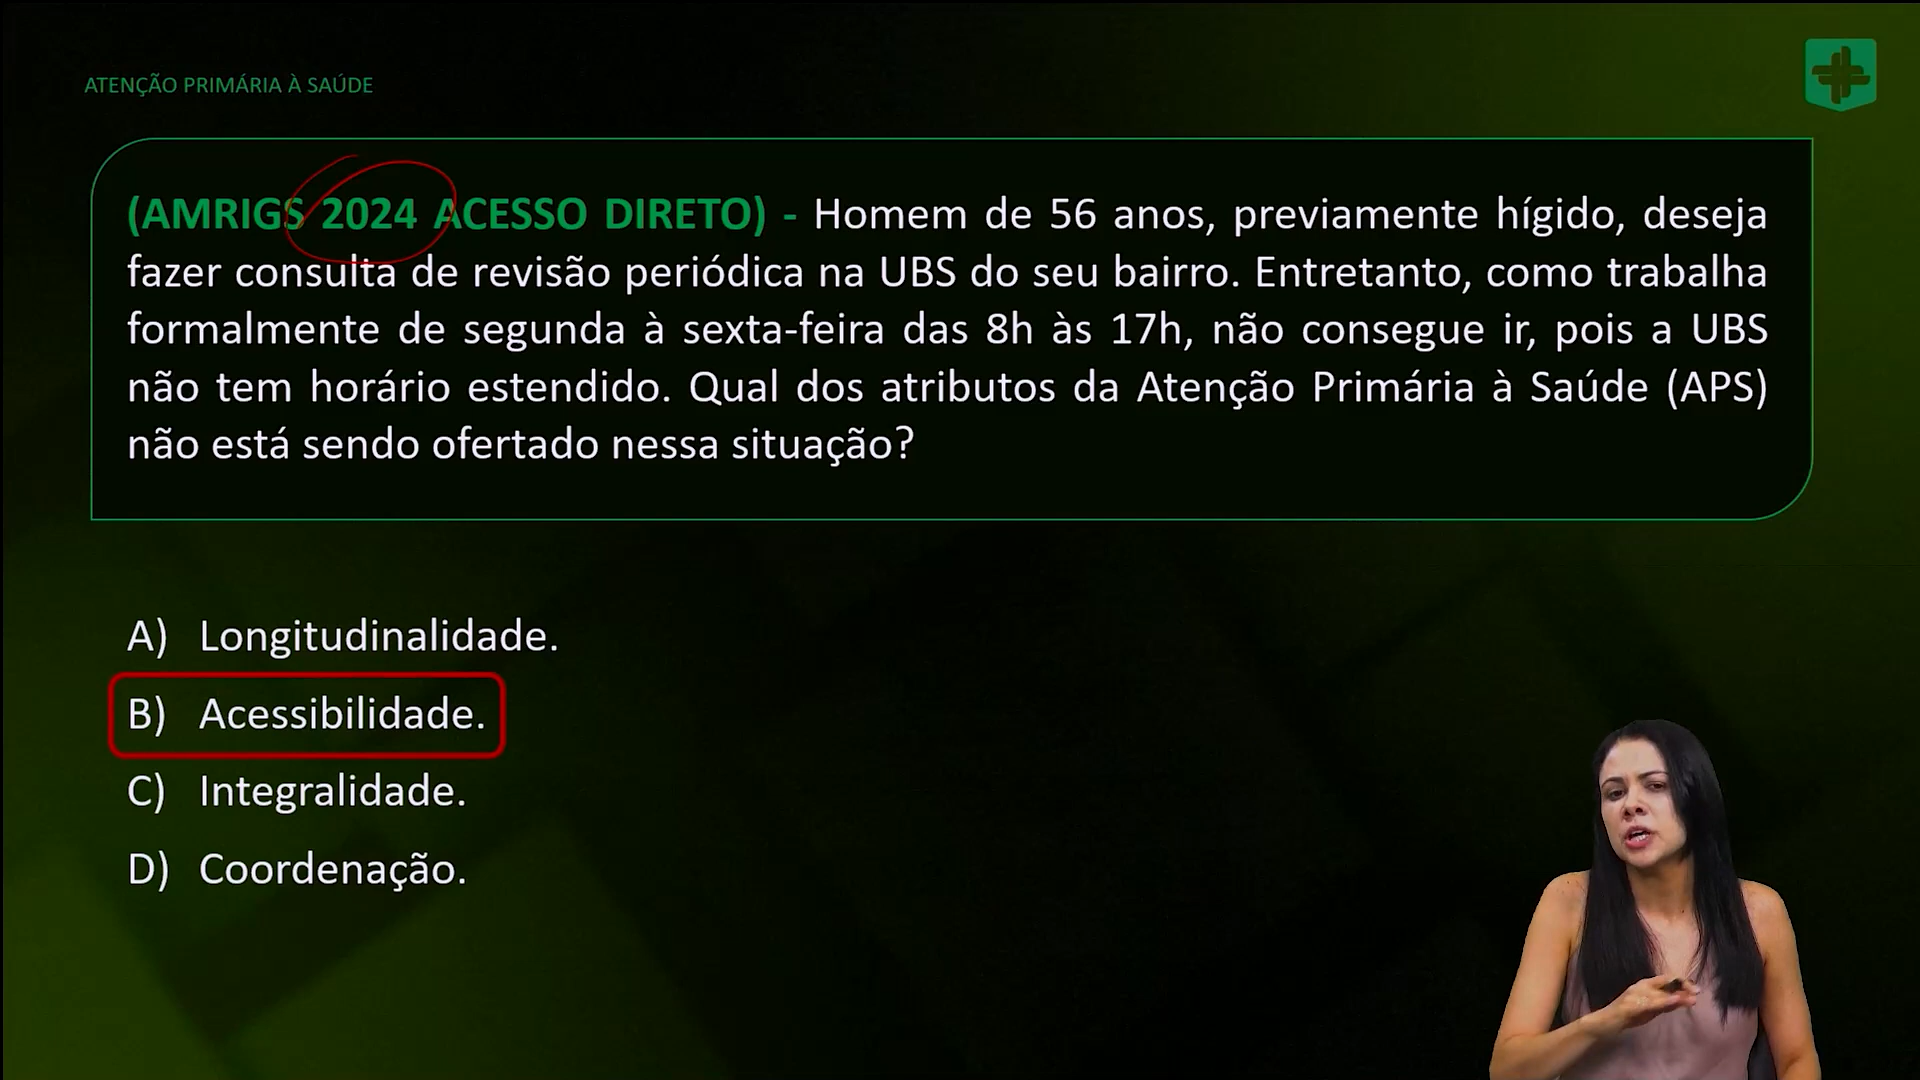 ATENÇÃO PRIMÁRIA À SAÚDE
(AMRIGS 2024 ACESSO DIRETO) - Homem de 56 anos, previamente hígido, deseja
fazer consulta de revisão periódica na UBS do seu bairro. Entretanto, como trabalha
formalmente de segunda à sexta-feira das 8h às 17h, não consegue ir, pois a UBS
não tem horário estendido. Qual dos atributos da Atenção Primária à Saúde (APS)
não está sendo ofertado nessa situação?
A) Longitudinalidade.
B) Acessibilidade.
C) Integralidade.
D) Coordenação.